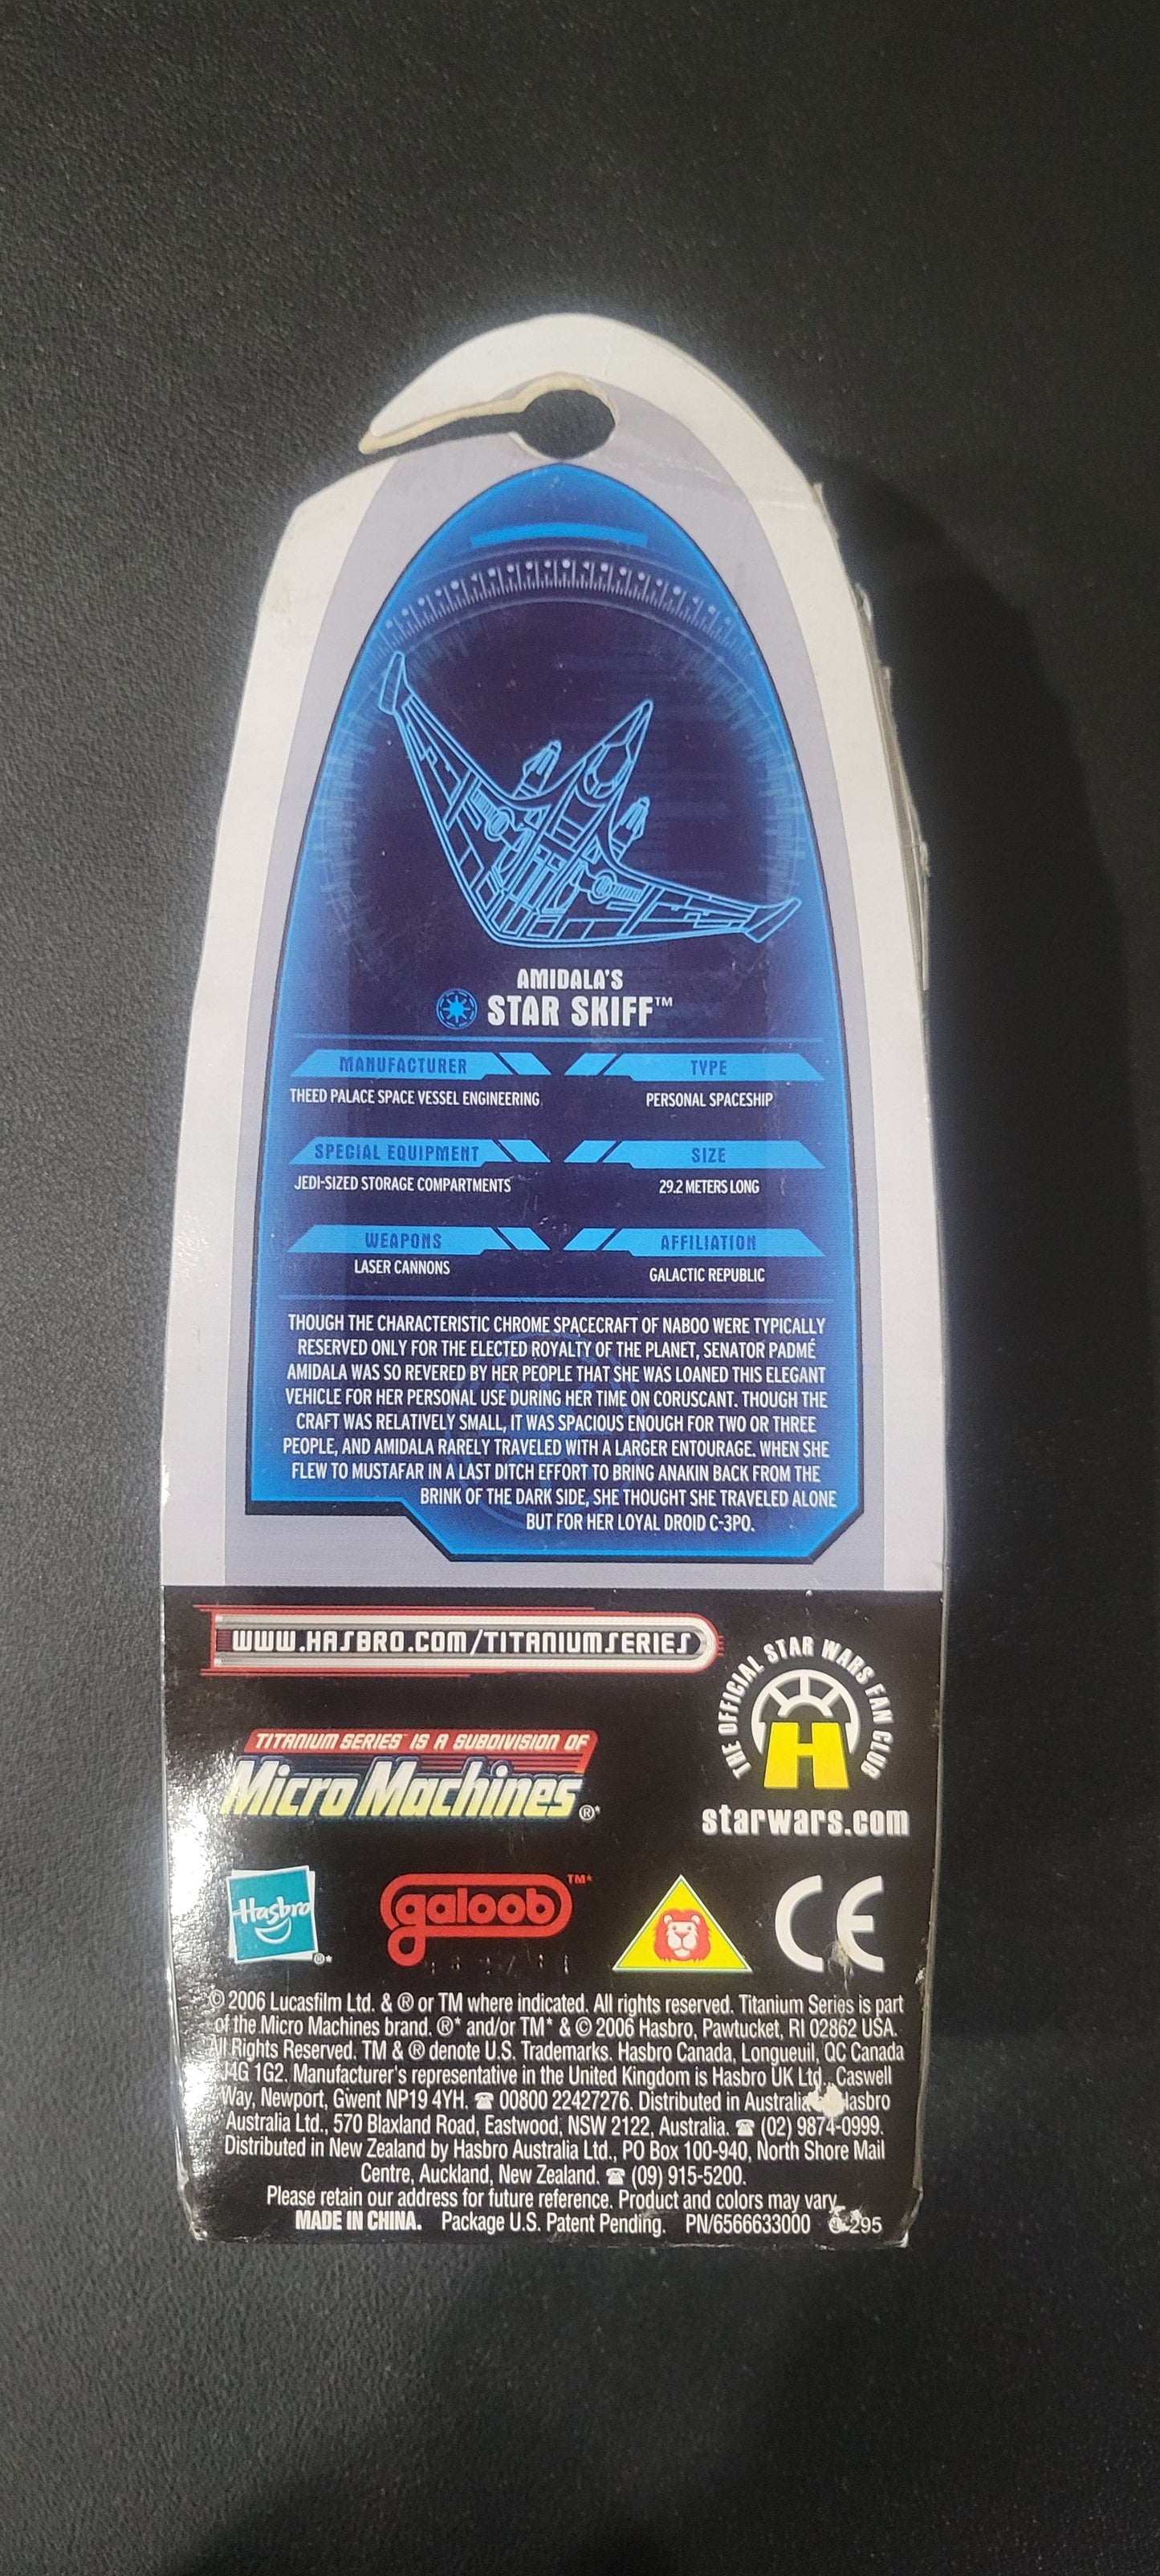 AMIDALA'S
STAR SKIFF™
MANUFACTURER TYPE
THEED PALACE SPACE VESSEL ENGINEERING PERSONAL SPACESHIP
SPECIAL EQUIPMENT SIZE
JEDI-SIZED STORAGE COMPARTMENTS 29.2 METERS LONG
WEAPONS AFFILIATION
LASER CANNONS GALACTIC REPUBLIC
THOUGH THE CHARACTERISTIC CHROME SPACECRAFT OF NABOO WERE TYPICALLY
RESERVED ONLY FOR THE ELECTED ROYALTY OF THE PLANET, SENATOR PADMÉ
AMIDALA WAS SO REVERED BY HER PEOPLE THAT SHE WAS LOANED THIS ELEGANT
VEHICLE FOR HER PERSONAL USE DURING HER TIME ON CORUSCANT. THOUGH THE
CRAFT WAS RELATIVELY SMALL, IT WAS SPACIOUS ENOUGH FOR TWO OR THREE
PEOPLE, AND AMIDALA RARELY TRAVELED WITH A LARGER ENTOURAGE. WHEN SHE
FLEW TO MUSTAFAR IN A LAST DITCH EFFORT TO BRING ANAKIN BACK FROM THE
BRINK OF THE DARK SIDE, SHE THOUGHT SHE TRAVELED ALONE
BUT FOR HER LOYAL DROID C-3PO.
WWW.HASBRO.COM/TITANIUMSERIES
THE OFFICIAL STAR WARS FAN CLUB
H
starwars.com
TITANIUM SERIES™ IS A SUBDIVISION OF
Micro Machines®*
Hasbro®*
galoob™*
CE
© 2006 Lucasfilm Ltd. & ® or TM where indicated. All rights reserved. Titanium Series is part
of the Micro Machines brand. ®* and/or TM* & © 2006 Hasbro, Pawtucket, RI 02862 USA.
All Rights Reserved. TM & ® denote U.S. Trademarks. Hasbro Canada, Longueuil, QC Canada
J4G 1G2. Manufacturer's representative in the United Kingdom is Hasbro UK Ltd., Caswell
Way, Newport, Gwent NP19 4YH. ☎ 00800 22427276. Distributed in Australia Hasbro
Australia Ltd., 570 Blaxland Road, Eastwood, NSW 2122, Australia. ☎ (02) 9874-0999.
Distributed in New Zealand by Hasbro Australia Ltd., PO Box 100-940, North Shore Mail
Centre, Auckland, New Zealand. ☎ (09) 915-5200.
Please retain our address for future reference. Product and colors may vary.
MADE IN CHINA. Package U.S. Patent Pending. PN/6566633000